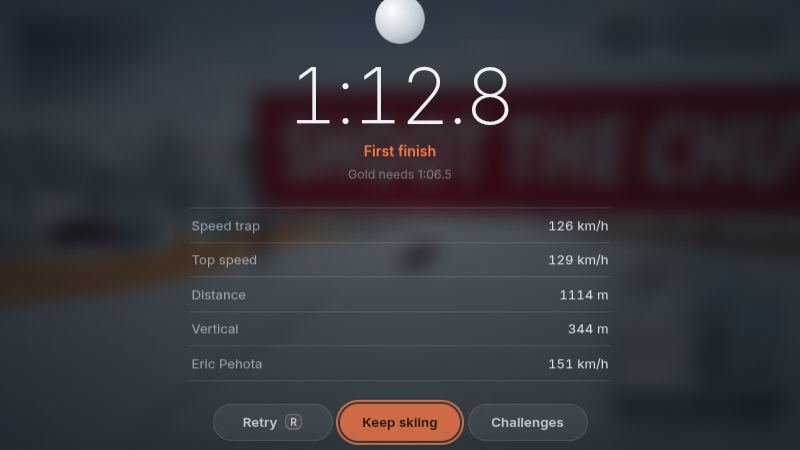 1:12.8
First finish
Gold needs 1:06.5
Speed trap 126 km/h
Top speed 129 km/h
Distance 1114 m
Vertical 344 m
Eric Pehota 151 km/h
Retry R Keep skiing Challenges
THE